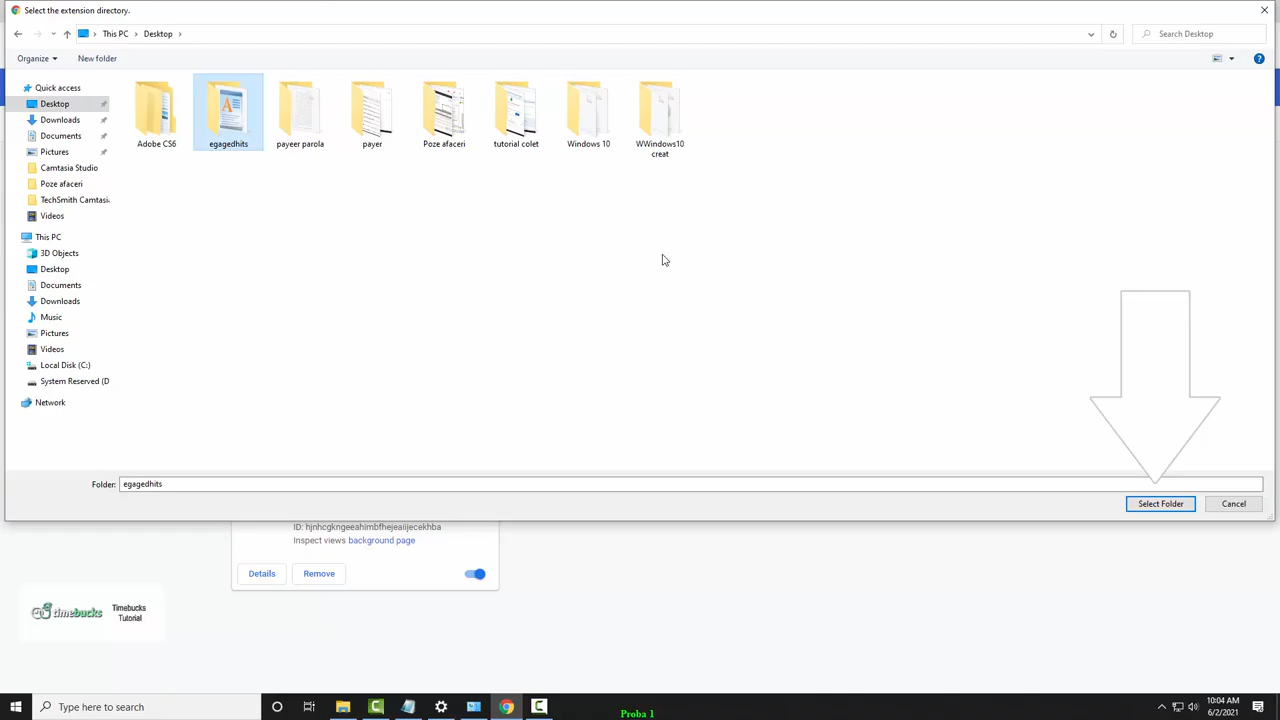 Select the extension directory.
This PC
Desktop
Search Desktop
Organize
New folder
Quick access
Desktop
Downloads
Documents
Pictures
Camtasia Studio
Poze afaceri
TechSmith Camtasi
Videos
This PC
3D Objects
Desktop
Documents
Downloads
Music
Pictures
Videos
Local Disk (C:)
System Reserved (D
Network
Adobe CS6
egagedhits
payeer parola
payer
Poze afaceri
tutorial colet
Windows 10
WWindows10
creat
Folder:
egagedhits
Select Folder
Cancel
ID: hjnhcgkngeeahimbfhejeaiijecekhba
Inspect views background page
Details
Remove
timebucks
Timebucks
Tutorial
Type here to search
Proba 1
10:04 AM
6/2/2021